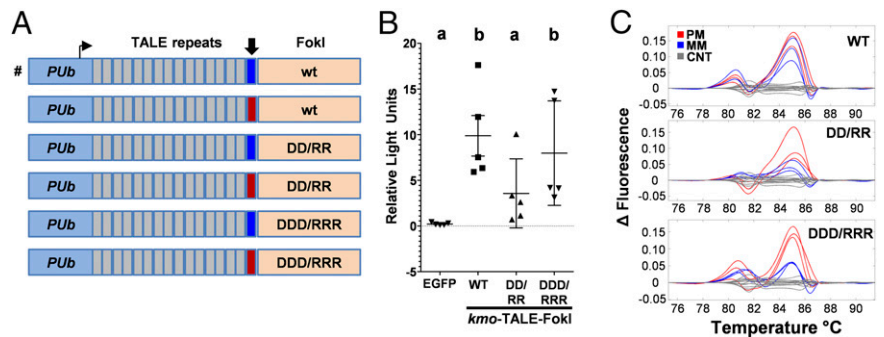 A
TALE repeats
FokI
#
PUb
wt
PUb
wt
PUb
DD/RR
PUb
DD/RR
PUb
DDD/RRR
PUb
DDD/RRR
B
a b a b
Relative Light Units
20
15
10
5
0
-5
EGFP WT DD/ DDD/
RR RRR
kmo-TALE-FokI
C
PM
MM
CNT
WT
0.15
0.10
0.05
0
-0.05
76 78 80 82 84 86 88 90
DD/RR
0.15
0.10
0.05
0
-0.05
76 78 80 82 84 86 88 90
DDD/RRR
0.15
0.10
0.05
0
-0.05
76 78 80 82 84 86 88 90
Δ Fluorescence
Temperature °C